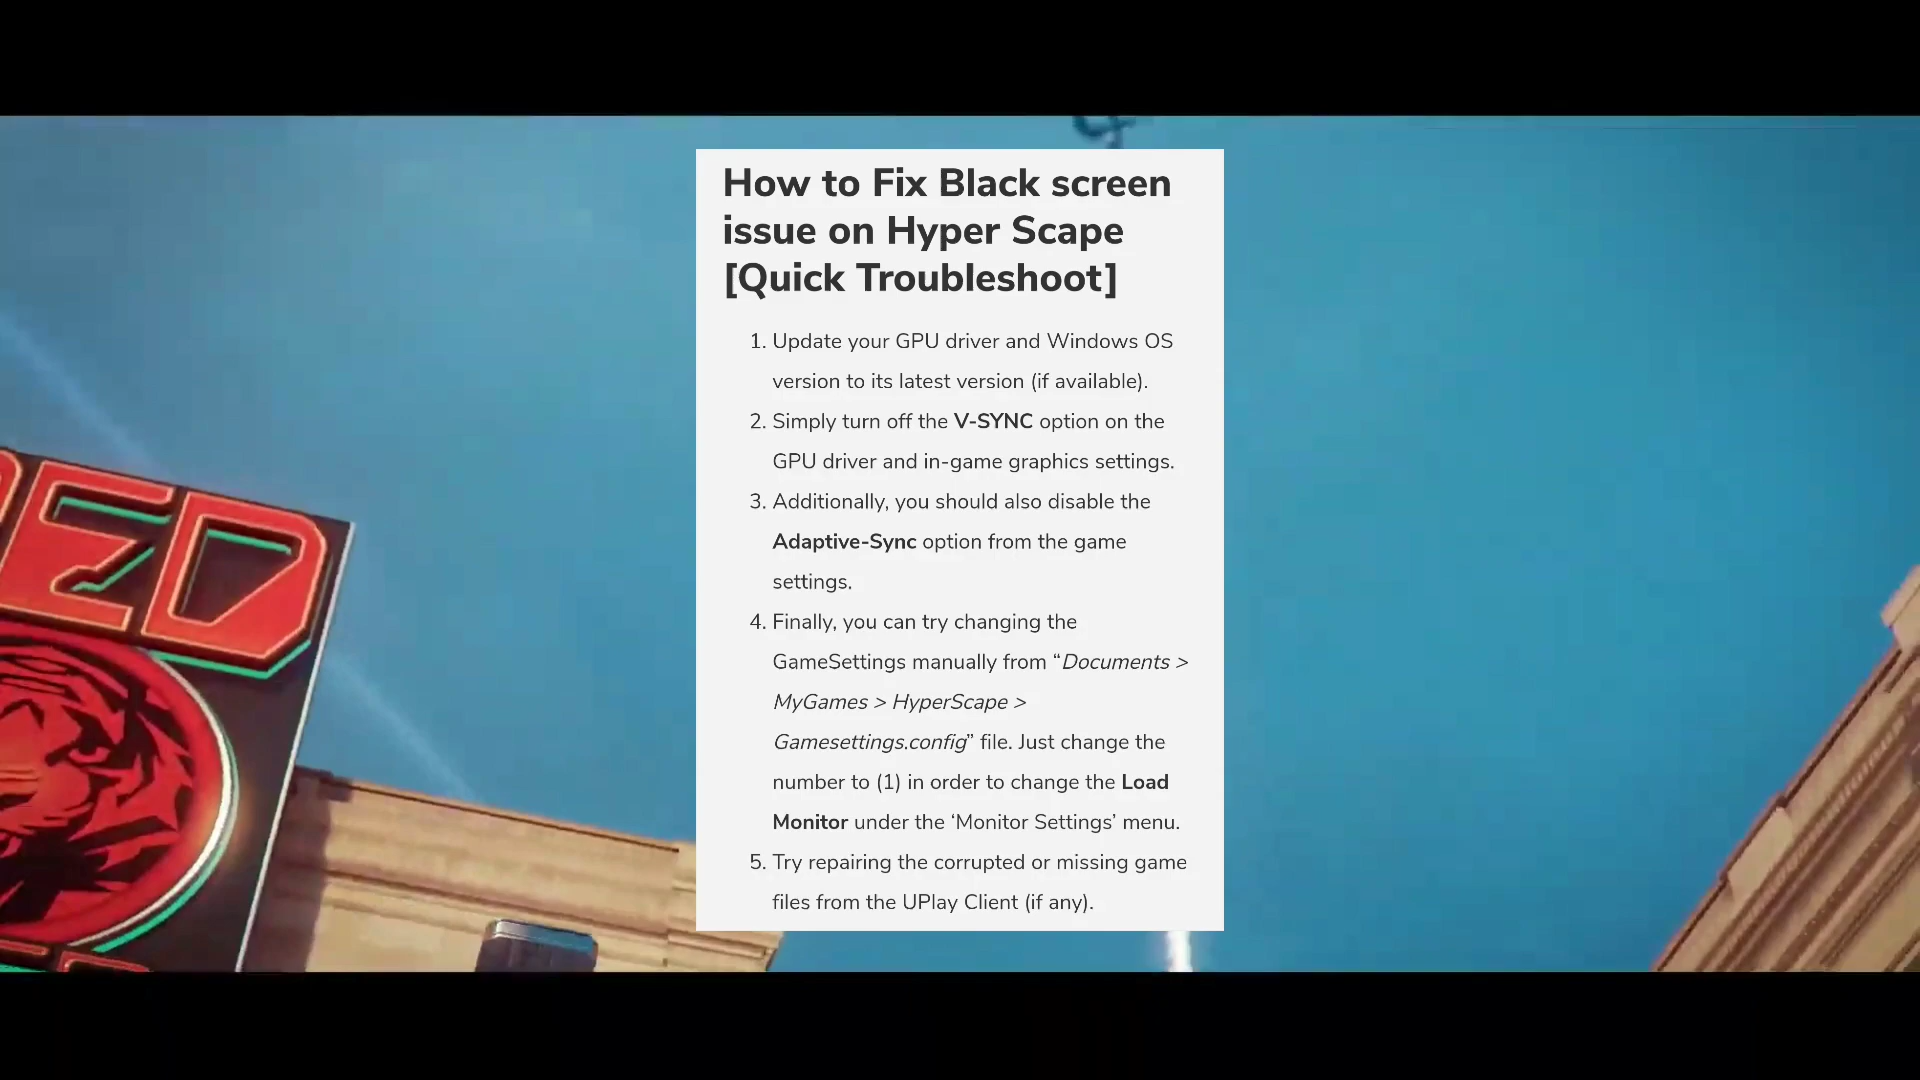 How to Fix Black screen
issue on Hyper Scape
[Quick Troubleshoot]
1. Update your GPU driver and Windows OS
version to its latest version (if available).
2. Simply turn off the V-SYNC option on the
GPU driver and in-game graphics settings.
3. Additionally, you should also disable the
Adaptive-Sync option from the game
settings.
4. Finally, you can try changing the
GameSettings manually from “Documents >
MyGames > HyperScape >
Gamesettings.config” file. Just change the
number to (1) in order to change the Load
Monitor under the ‘Monitor Settings’ menu.
5. Try repairing the corrupted or missing game
files from the UPlay Client (if any).